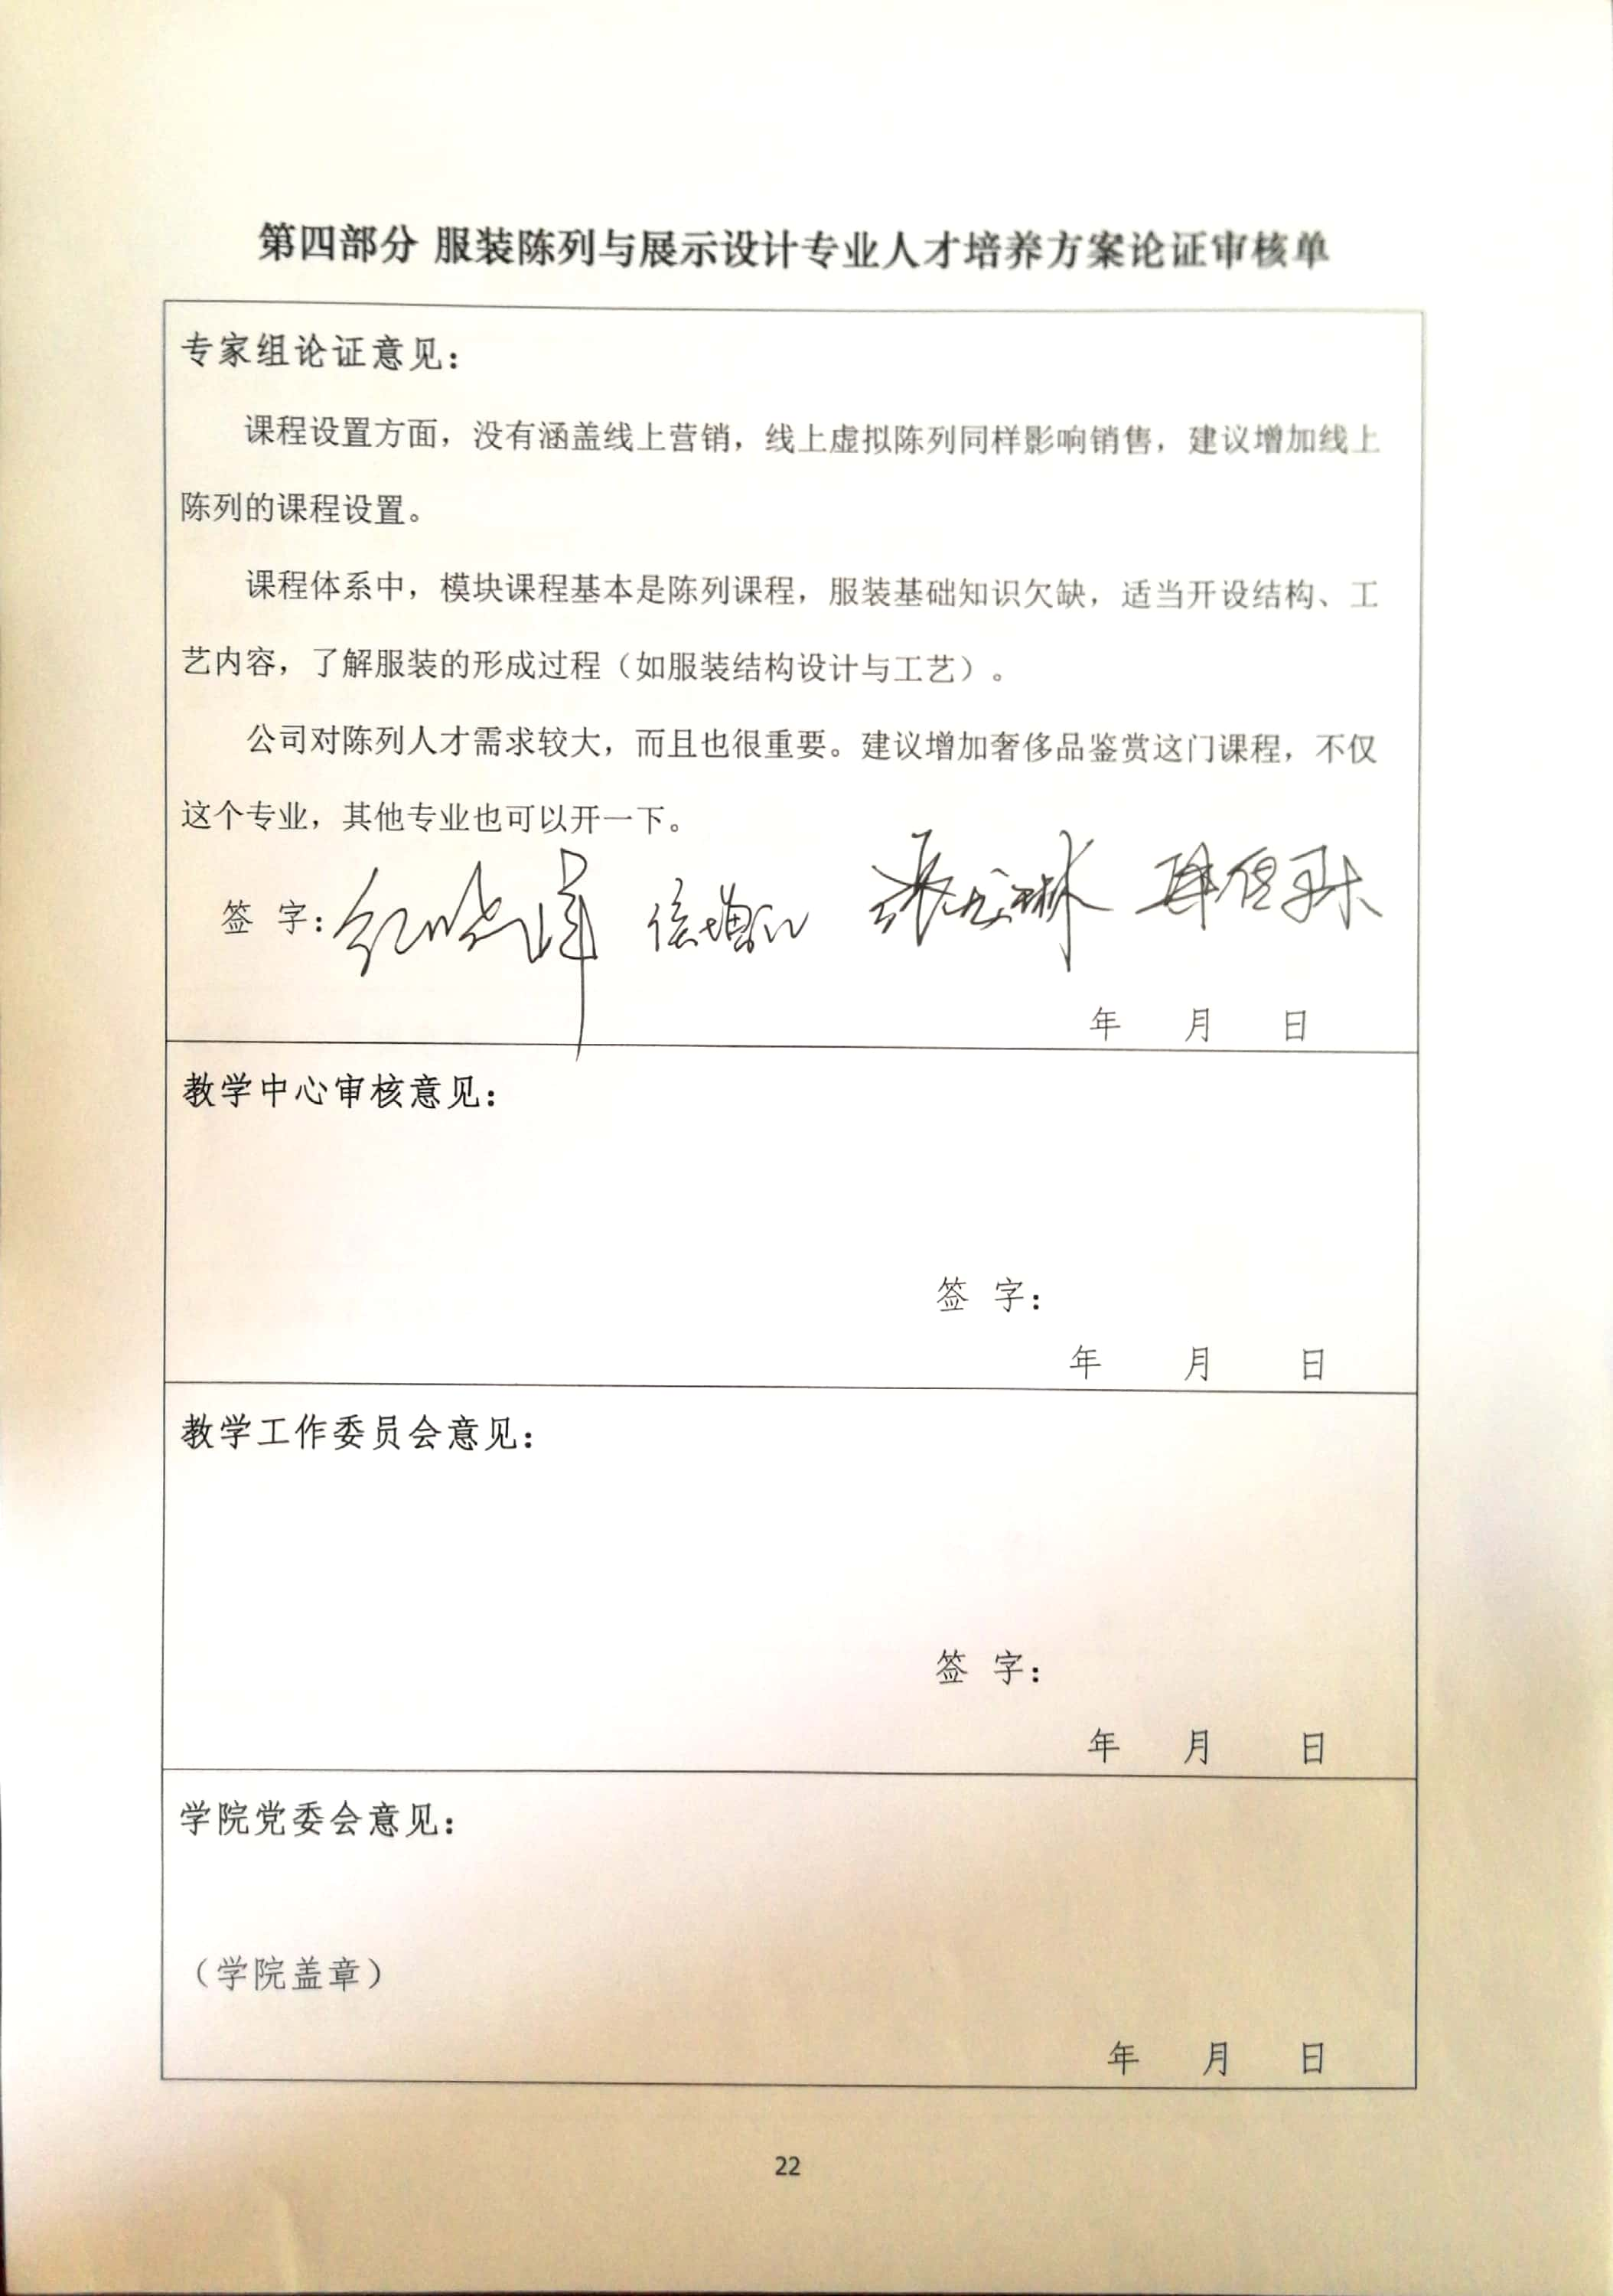 第四部分 服装陈列与展示设计专业人才培养方案论证审核单
专家组论证意见：
课程设置方面，没有涵盖线上营销，线上虚拟陈列同样影响销售，建议增加线上
陈列的课程设置。
课程体系中，模块课程基本是陈列课程，服装基础知识欠缺，适当开设结构、工
艺内容，了解服装的形成过程（如服装结构设计与工艺）。
公司对陈列人才需求较大，而且也很重要。建议增加奢侈品鉴赏这门课程，不仅
这个专业，其他专业也可以开一下。
签 字：
年 月 日
教学中心审核意见：
签 字：
年 月 日
教学工作委员会意见：
签 字：
年 月 日
学院党委会意见：
（学院盖章）
年 月 日
22